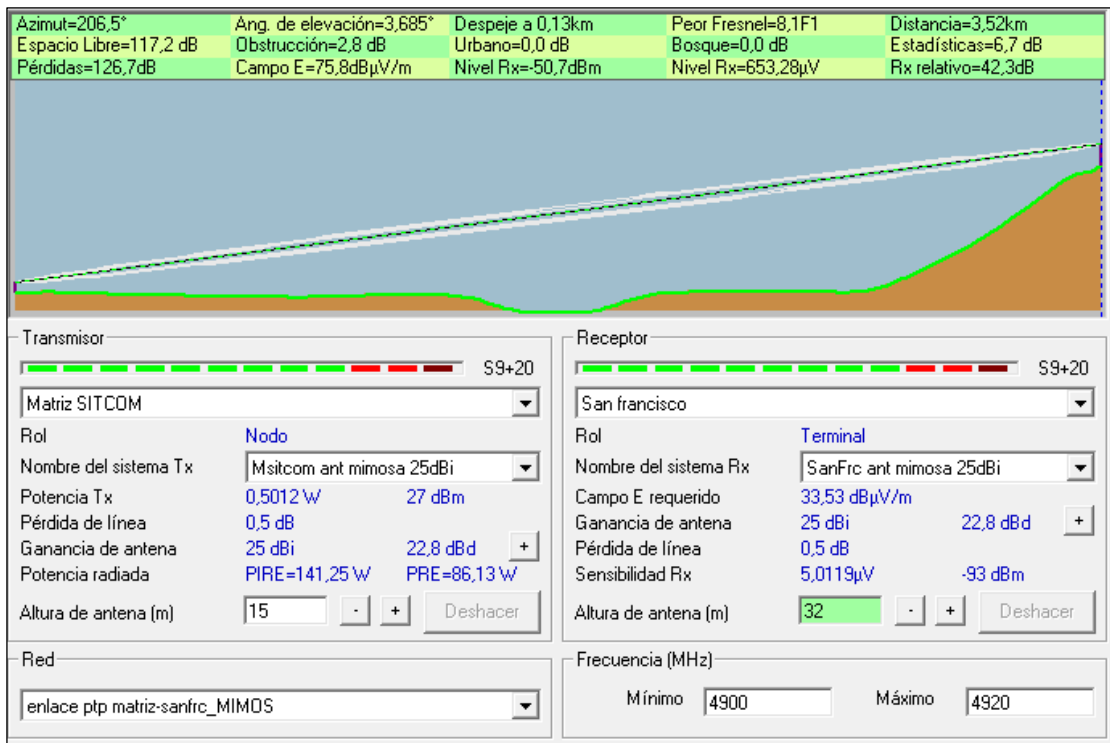 Azimut=206,5° Ang. de elevación=3,685° Despeje a 0,13km Peor Fresnel=8,1F1 Distancia=3,52km
Espacio Libre=117,2 dB Obstrucción=2,8 dB Urbano=0,0 dB Bosque=0,0 dB Estadísticas=6,7 dB
Pérdidas=126,7dB Campo E=75,8dBµV/m Nivel Rx=-50,7dBm Nivel Rx=653,28µV Rx relativo=42,3dB
Transmisor
S9+20
Matriz SITCOM
Rol Nodo
Nombre del sistema Tx Msitcom ant mimosa 25dBi
Potencia Tx 0,5012 W 27 dBm
Pérdida de línea 0,5 dB
Ganancia de antena 25 dBi 22,8 dBd +
Potencia radiada PIRE=141,25 W PRE=86,13 W
Altura de antena (m) 15 - + Deshacer
Receptor
S9+20
San francisco
Rol Terminal
Nombre del sistema Rx SanFrc ant mimosa 25dBi
Campo E requerido 33,53 dBµV/m
Ganancia de antena 25 dBi 22,8 dBd +
Pérdida de línea 0,5 dB
Sensibilidad Rx 5,0119µV -93 dBm
Altura de antena (m) 32 - + Deshacer
Red
enlace ptp matriz-sanfrc_MIMOS
Frecuencia (MHz)
Mínimo 4900 Máximo 4920